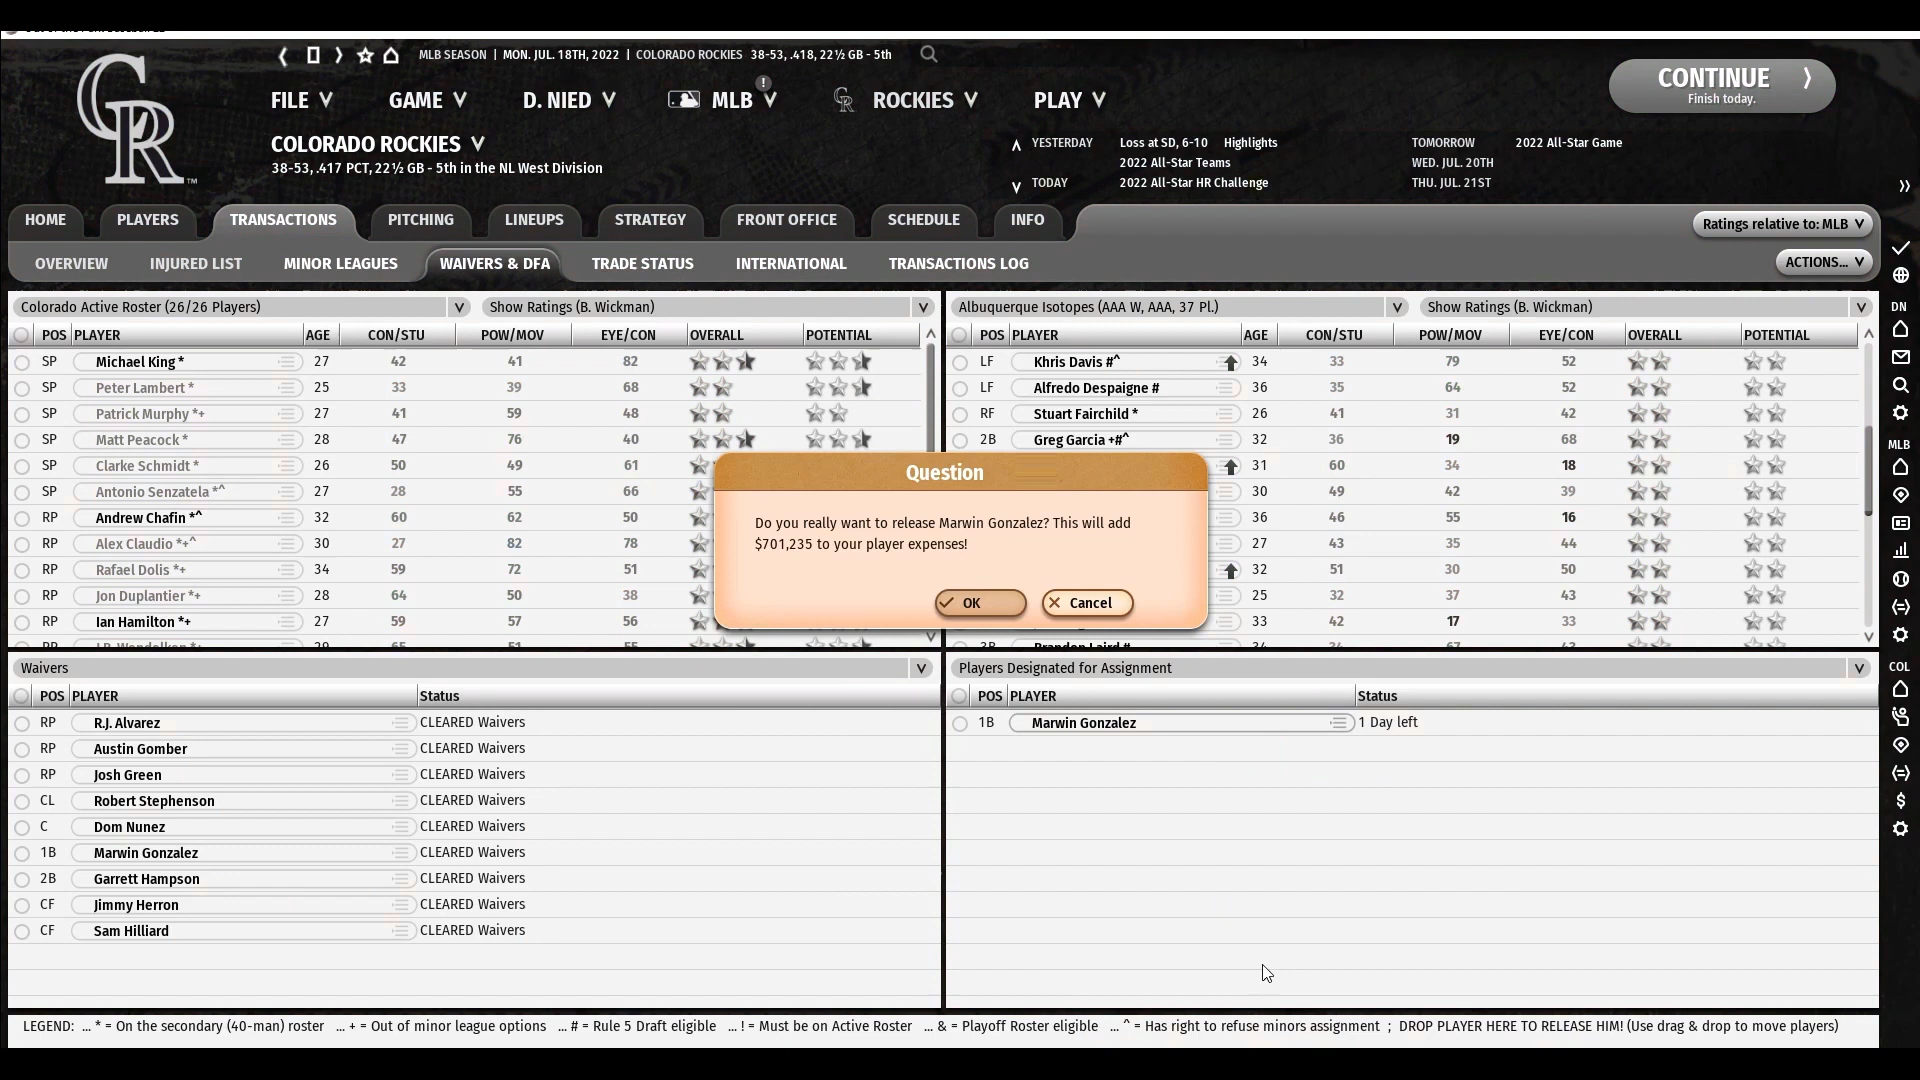 MLB SEASON | MON. JUL. 18TH, 2022 | COLORADO ROCKIES 38-53, .418, 22½ GB - 5th
FILE GAME D. NIED MLB ! ROCKIES PLAY
CONTINUE
Finish today.
COLORADO ROCKIES
38-53, .417 PCT, 22½ GB - 5th in the NL West Division
YESTERDAY Loss at SD, 6-10 Highlights TOMORROW 2022 All-Star Game
2022 All-Star Teams WED. JUL. 20TH
TODAY 2022 All-Star HR Challenge THU. JUL. 21ST
CR
TM
HOME PLAYERS TRANSACTIONS PITCHING LINEUPS STRATEGY FRONT OFFICE SCHEDULE INFO
Ratings relative to: MLB
OVERVIEW INJURED LIST MINOR LEAGUES WAIVERS & DFA TRADE STATUS INTERNATIONAL TRANSACTIONS LOG
ACTIONS...
Colorado Active Roster (26/26 Players) Show Ratings (B. Wickman)
POS PLAYER AGE CON/STU POW/MOV EYE/CON OVERALL POTENTIAL
SP Michael King * 27 42 41 82
SP Peter Lambert * 25 33 39 68
SP Patrick Murphy *+ 27 41 59 48
SP Matt Peacock * 28 47 76 40
SP Clarke Schmidt * 26 50 49 61
SP Antonio Senzatela *^ 27 28 55 66
RP Andrew Chafin *^ 32 60 62 50
RP Alex Claudio *+^ 30 27 82 78
RP Rafael Dolis *+ 34 59 72 51
RP Jon Duplantier *+ 28 64 50 38
RP Ian Hamilton *+ 27 59 57 56
RP J.B. Wendelken *+ 29 65 51 55
Albuquerque Isotopes (AAA W, AAA, 37 Pl.) Show Ratings (B. Wickman)
POS PLAYER AGE CON/STU POW/MOV EYE/CON OVERALL POTENTIAL
LF Khris Davis #^ 34 33 79 52
LF Alfredo Despaigne # 36 35 64 52
RF Stuart Fairchild * 26 41 31 42
2B Greg Garcia +#^ 32 36 19 68
31 60 34 18
30 49 42 39
36 46 55 16
27 43 35 44
32 51 30 50
25 32 37 43
33 42 17 33
3B Brandon Laird # 34 34 67 43
Question
Do you really want to release Marwin Gonzalez? This will add
$701,235 to your player expenses!
OK Cancel
Waivers
POS PLAYER Status
RP R.J. Alvarez CLEARED Waivers
RP Austin Gomber CLEARED Waivers
RP Josh Green CLEARED Waivers
CL Robert Stephenson CLEARED Waivers
C Dom Nunez CLEARED Waivers
1B Marwin Gonzalez CLEARED Waivers
2B Garrett Hampson CLEARED Waivers
CF Jimmy Herron CLEARED Waivers
CF Sam Hilliard CLEARED Waivers
Players Designated for Assignment
POS PLAYER Status
1B Marwin Gonzalez 1 Day left
DN
MLB
COL
$
LEGEND: ... * = On the secondary (40-man) roster ... + = Out of minor league options ... # = Rule 5 Draft eligible ... ! = Must be on Active Roster ... & = Playoff Roster eligible ... ^ = Has right to refuse minors assignment ; DROP PLAYER HERE TO RELEASE HIM! (Use drag & drop to move players)